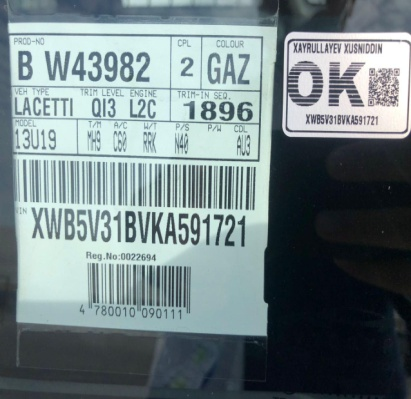 PROD-NO CPL COLOUR
B W43982 2 GAZ
VEH TYPE TRIM LEVEL ENGINE TRIM-IN SEQ.
LACETTI QI3 L2C 1896
MODEL T/M A/C W/T P/S P/W CDL
13U19 MH9 C60 RRK N40 AU3
VIN
XWB5V31BVKA591721
Reg.No:0022694
4 780010 090111
XAYRULLAYEV XUSNIDDIN
OK
XWB5V31BVKA591721